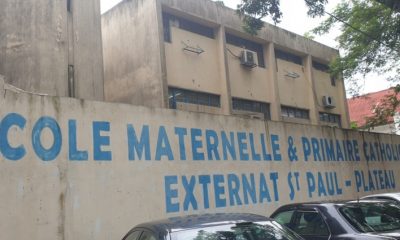 COLE MATERNELLE & PRIMAIRE CATHOLI
EXTERNAT St PAUL - PLATEAU